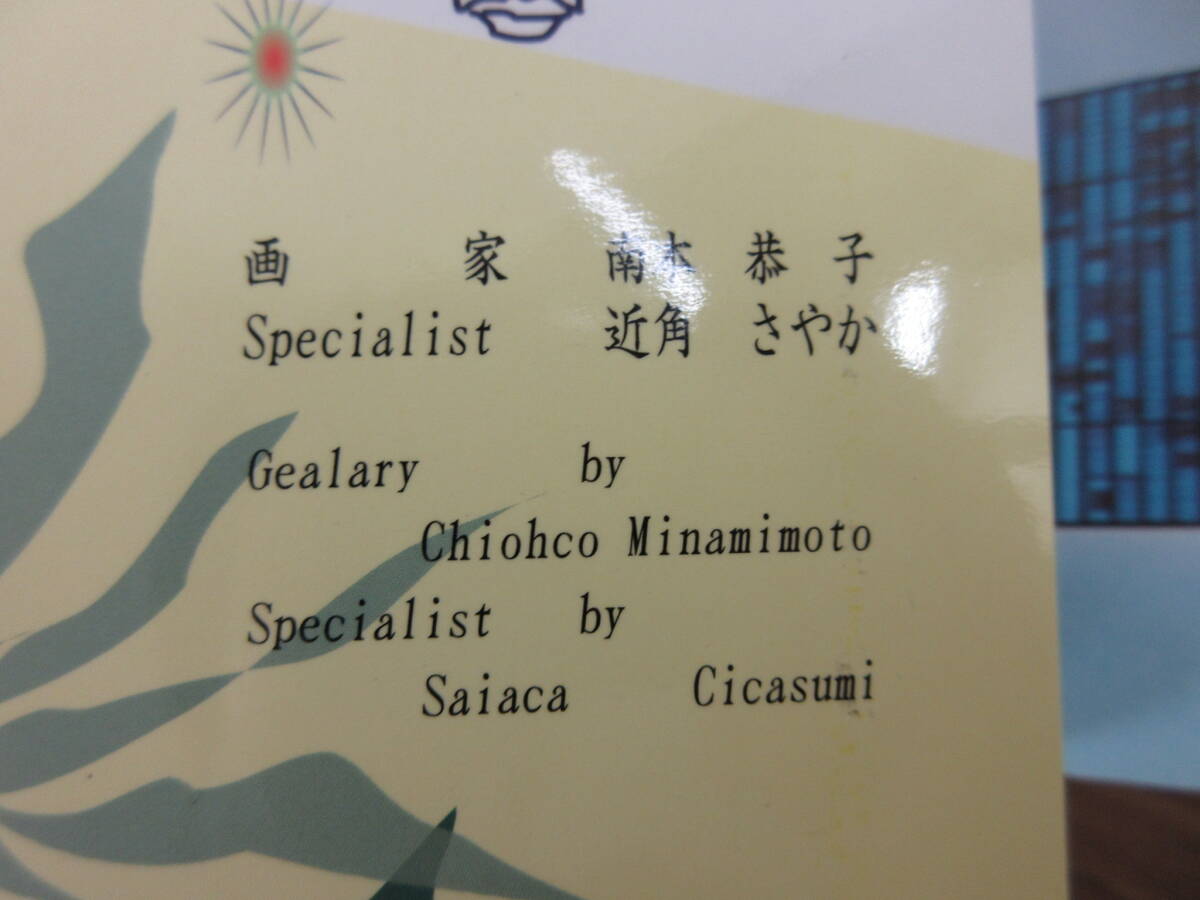 画 家 南本 恭 子
Specialist 近角 さやか
Gealary by
Chiohco Minamimoto
Specialist by
Saiaca Cicasumi